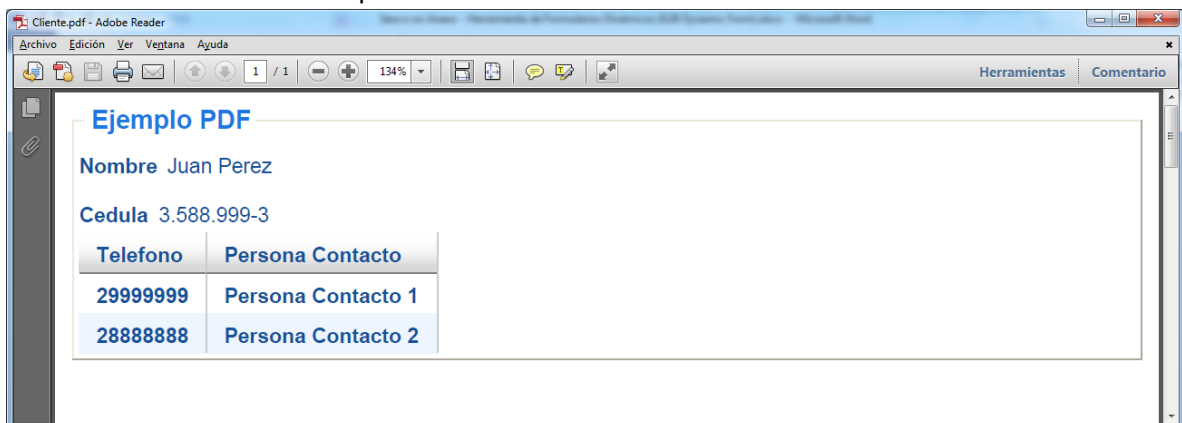 Cliente.pdf - Adobe Reader
Archivo Edición Ver Ventana Ayuda
1 / 1 134% Herramientas Comentario
Ejemplo PDF
Nombre Juan Perez
Cedula 3.588.999-3
Telefono Persona Contacto
29999999 Persona Contacto 1
28888888 Persona Contacto 2